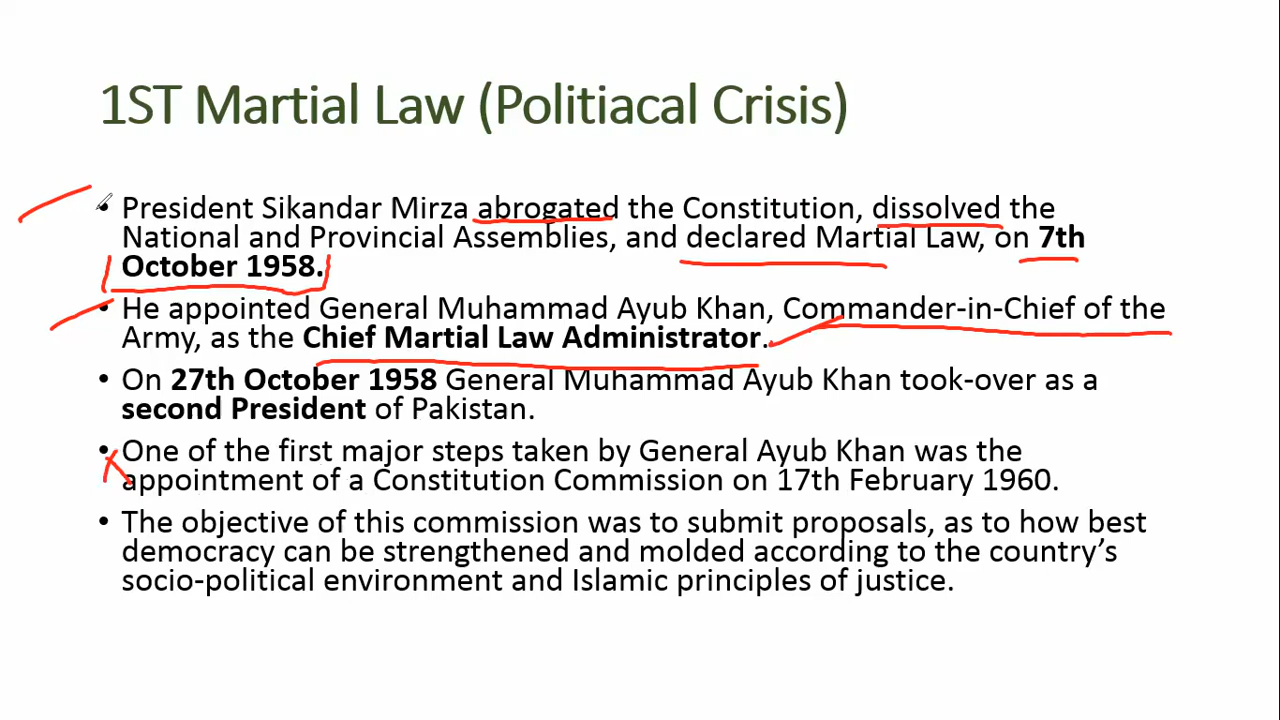 1ST Martial Law (Politiacal Crisis)
• President Sikandar Mirza abrogated the Constitution, dissolved the
National and Provincial Assemblies, and declared Martial Law, on 7th
October 1958.
• He appointed General Muhammad Ayub Khan, Commander-in-Chief of the
Army, as the Chief Martial Law Administrator.
• On 27th October 1958 General Muhammad Ayub Khan took-over as a
second President of Pakistan.
• One of the first major steps taken by General Ayub Khan was the
appointment of a Constitution Commission on 17th February 1960.
• The objective of this commission was to submit proposals, as to how best
democracy can be strengthened and molded according to the country’s
socio-political environment and Islamic principles of justice.